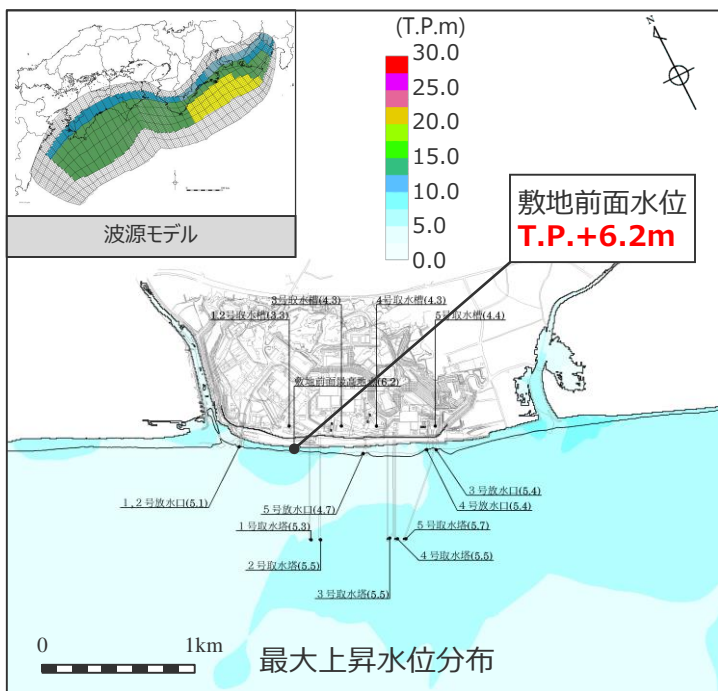 (T.P.m)
30.0
25.0
20.0
15.0
10.0
5.0
0.0
N
波源モデル
敷地前面水位
T.P.+6.2m
3号取水槽(4.3)
4号取水槽(4.3)
1,2号取水槽(3.3)
5号取水槽(4.4)
敷地前面最高地点(6.2)
1,2号放水口(5.1)
5号放水口(4.7)
3号放水口(5.4)
4号放水口(5.4)
1号取水塔(5.3)
5号取水塔(5.7)
2号取水塔(5.5)
4号取水塔(5.5)
3号取水塔(5.5)
0 1km
最大上昇水位分布